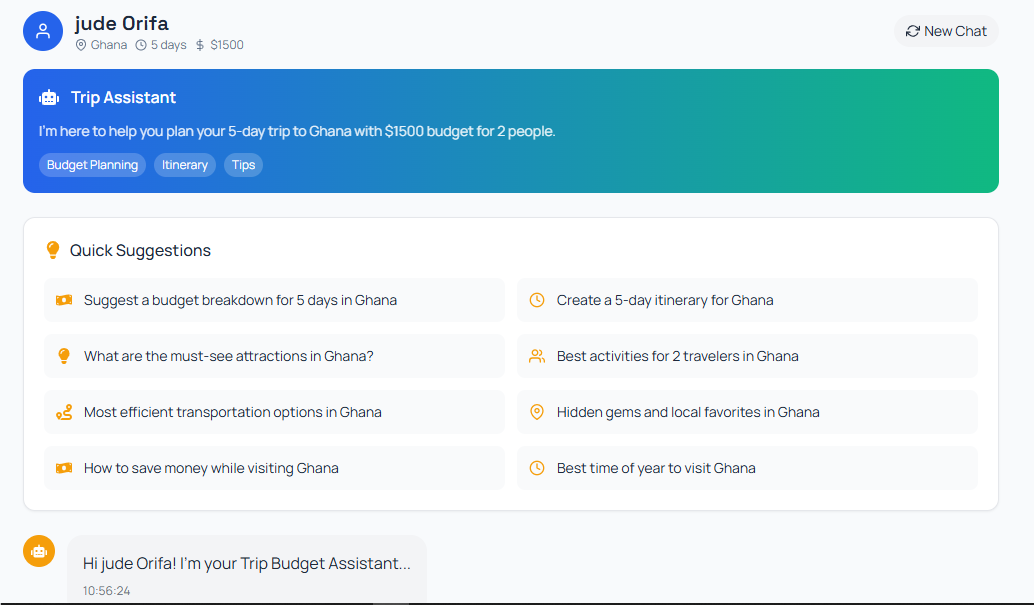 jude Orifa
Ghana 5 days $ $1500
New Chat
Trip Assistant
I'm here to help you plan your 5-day trip to Ghana with $1500 budget for 2 people.
Budget Planning Itinerary Tips
Quick Suggestions
Suggest a budget breakdown for 5 days in Ghana
Create a 5-day itinerary for Ghana
What are the must-see attractions in Ghana?
Best activities for 2 travelers in Ghana
Most efficient transportation options in Ghana
Hidden gems and local favorites in Ghana
How to save money while visiting Ghana
Best time of year to visit Ghana
Hi jude Orifa! I'm your Trip Budget Assistant...
10:56:24